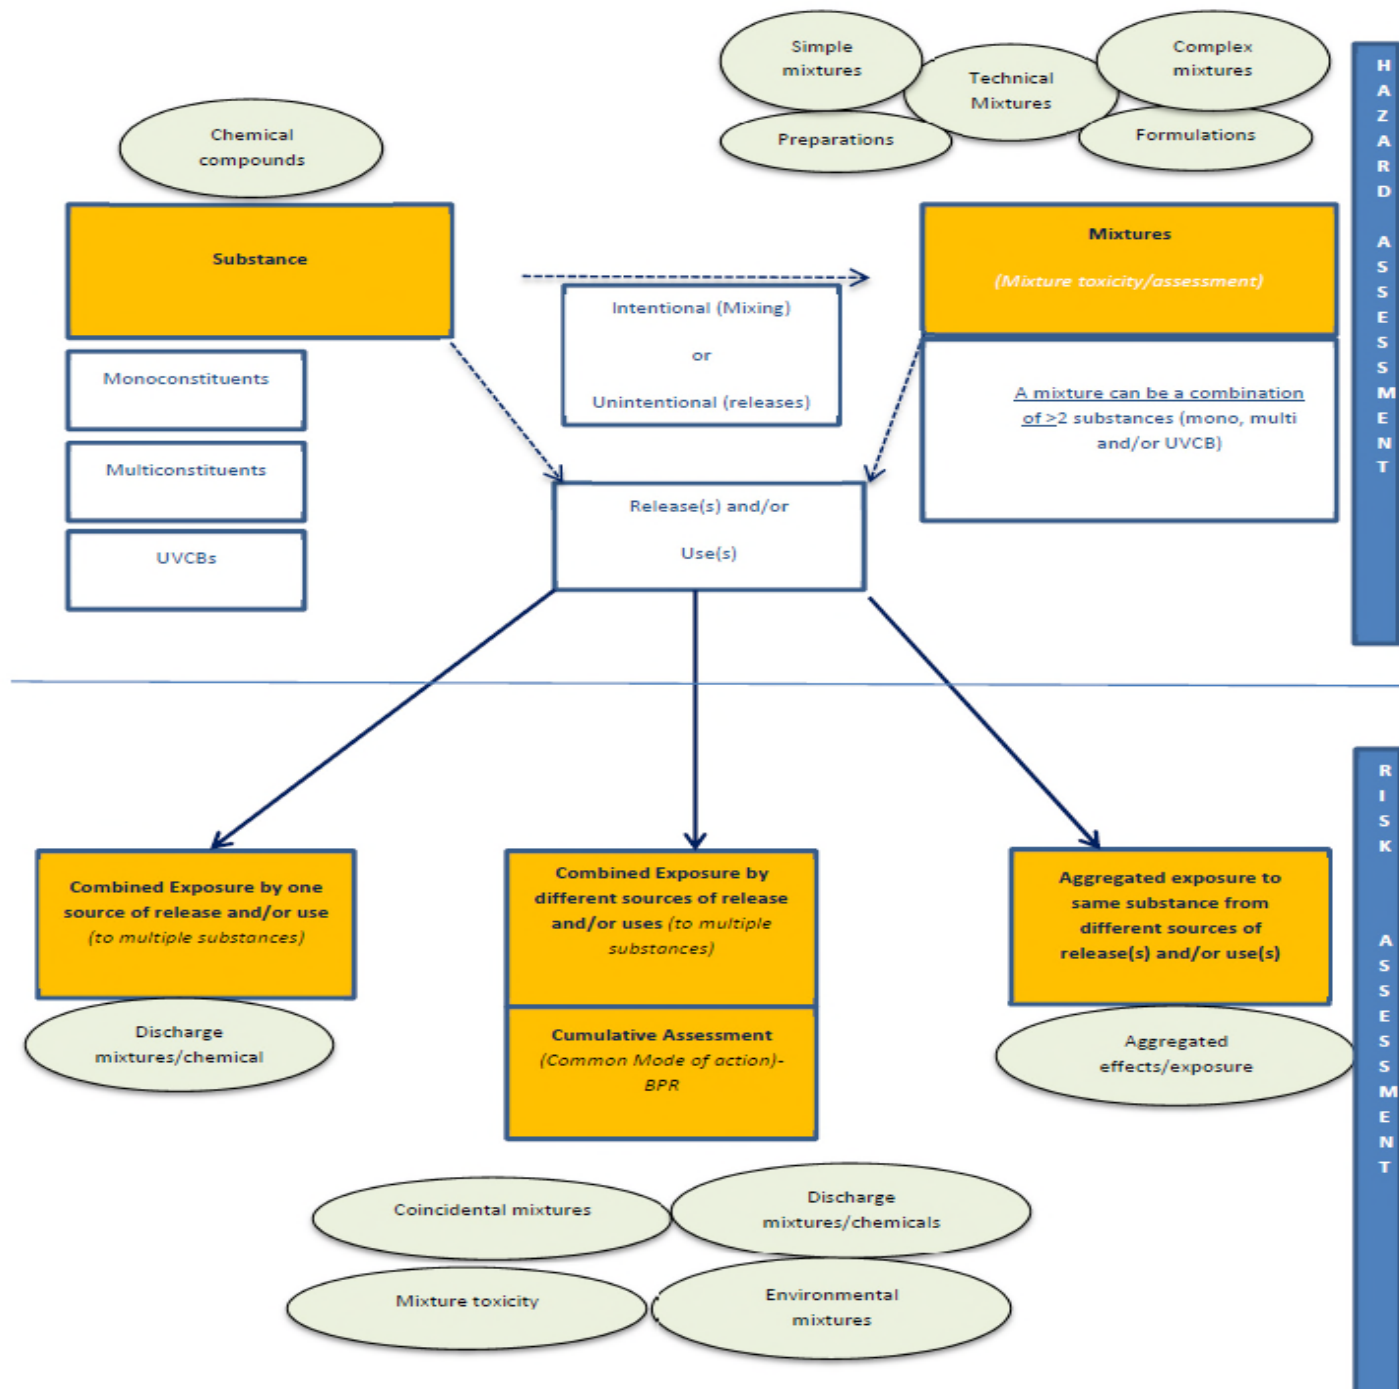 Simple
mixtures
Technical
Mixtures
Complex
mixtures
Preparations
Formulations
Chemical
compounds
Substance
Mixtures
(Mixture toxicity/assessment)
Intentional (Mixing)
or
Unintentional (releases)
Monoconstituents
Multiconstituents
UVCBs
A mixture can be a combination
of >2 substances (mono, multi
and/or UVCB)
Release(s) and/or
Use(s)
HAZARD ASSESSMENT
Combined Exposure by one
source of release and/or use
(to multiple substances)
Discharge
mixtures/chemical
Combined Exposure by
different sources of release
and/or uses (to multiple
substances)
Cumulative Assessment
(Common Mode of action)-
BPR
Aggregated exposure to
same substance from
different sources of
release(s) and/or use(s)
Aggregated
effects/exposure
Coincidental mixtures
Discharge
mixtures/chemicals
Mixture toxicity
Environmental
mixtures
RISK ASSESSMENT